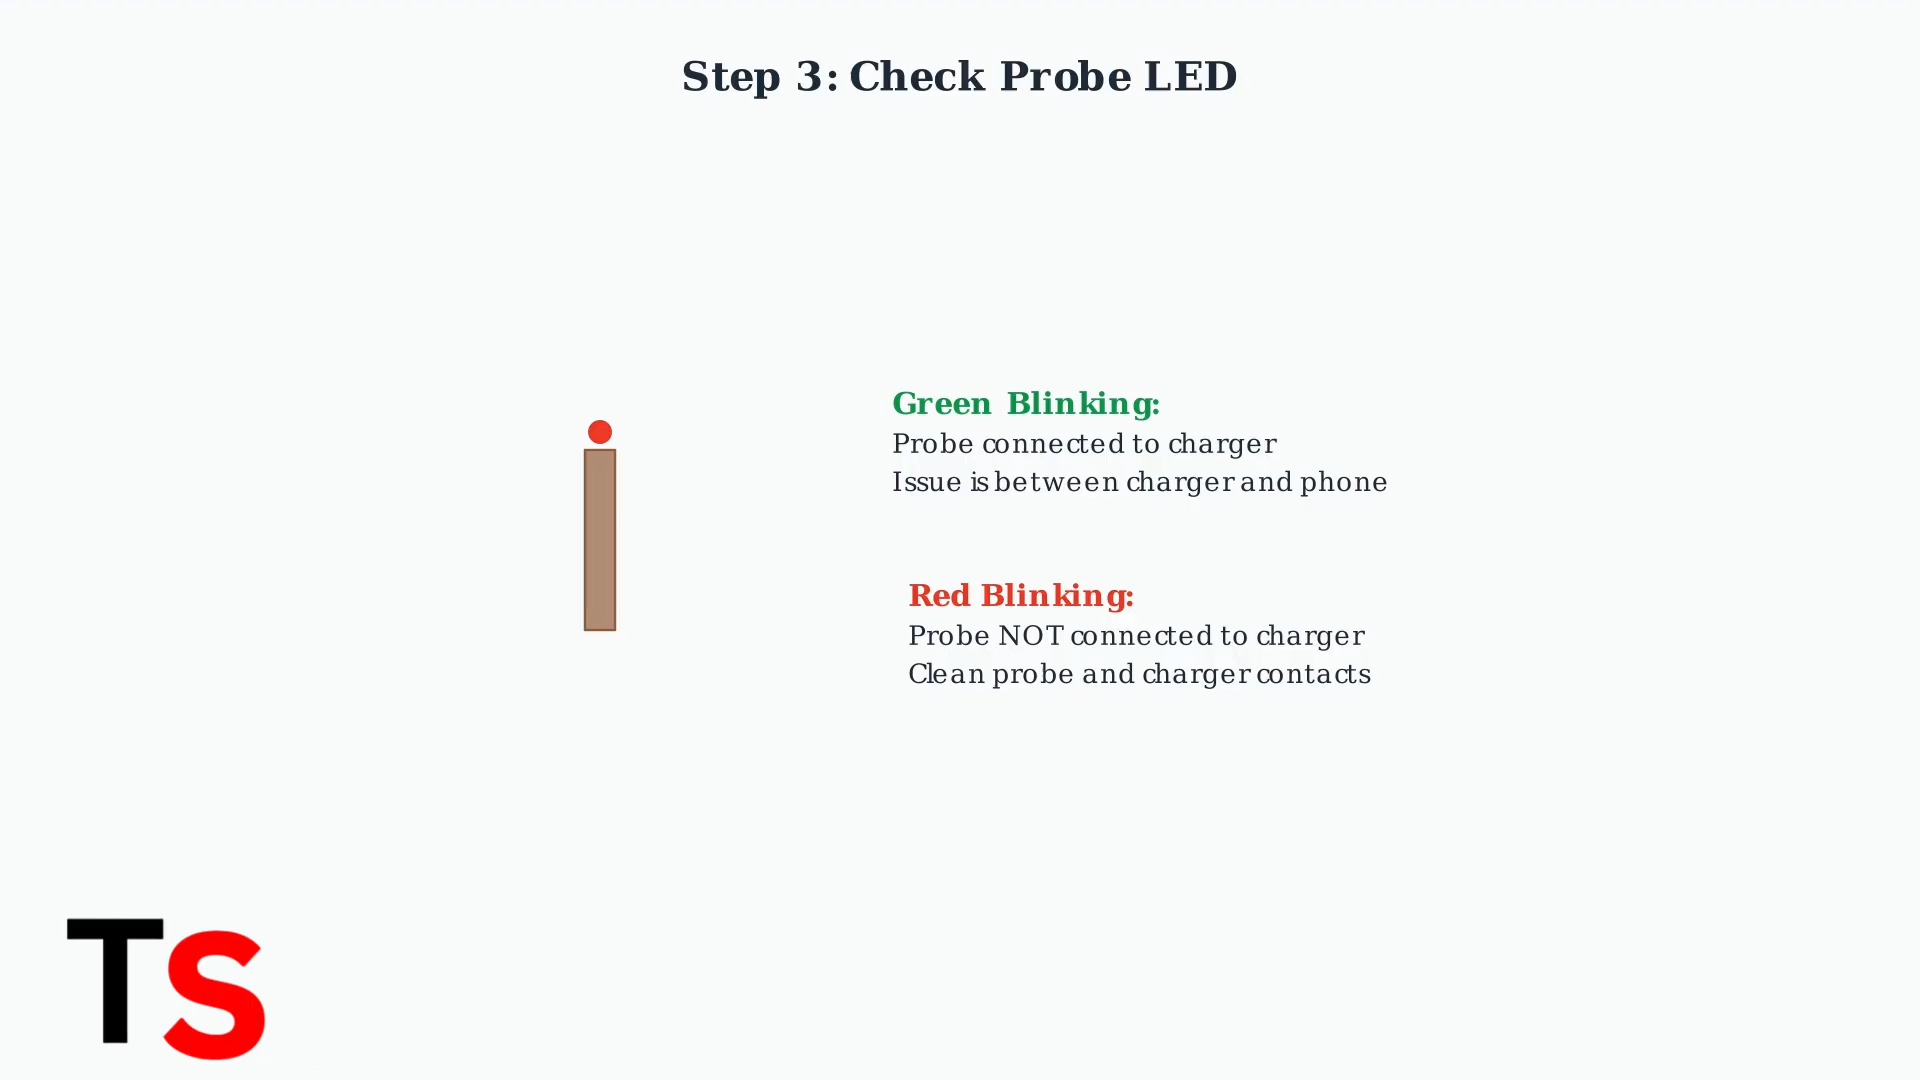 Step 3: Check Probe LED
Green Blinking:
Probe connected to charger
Issue is between charger and phone
Red Blinking:
Probe NOT connected to charger
Clean probe and charger contacts
TS